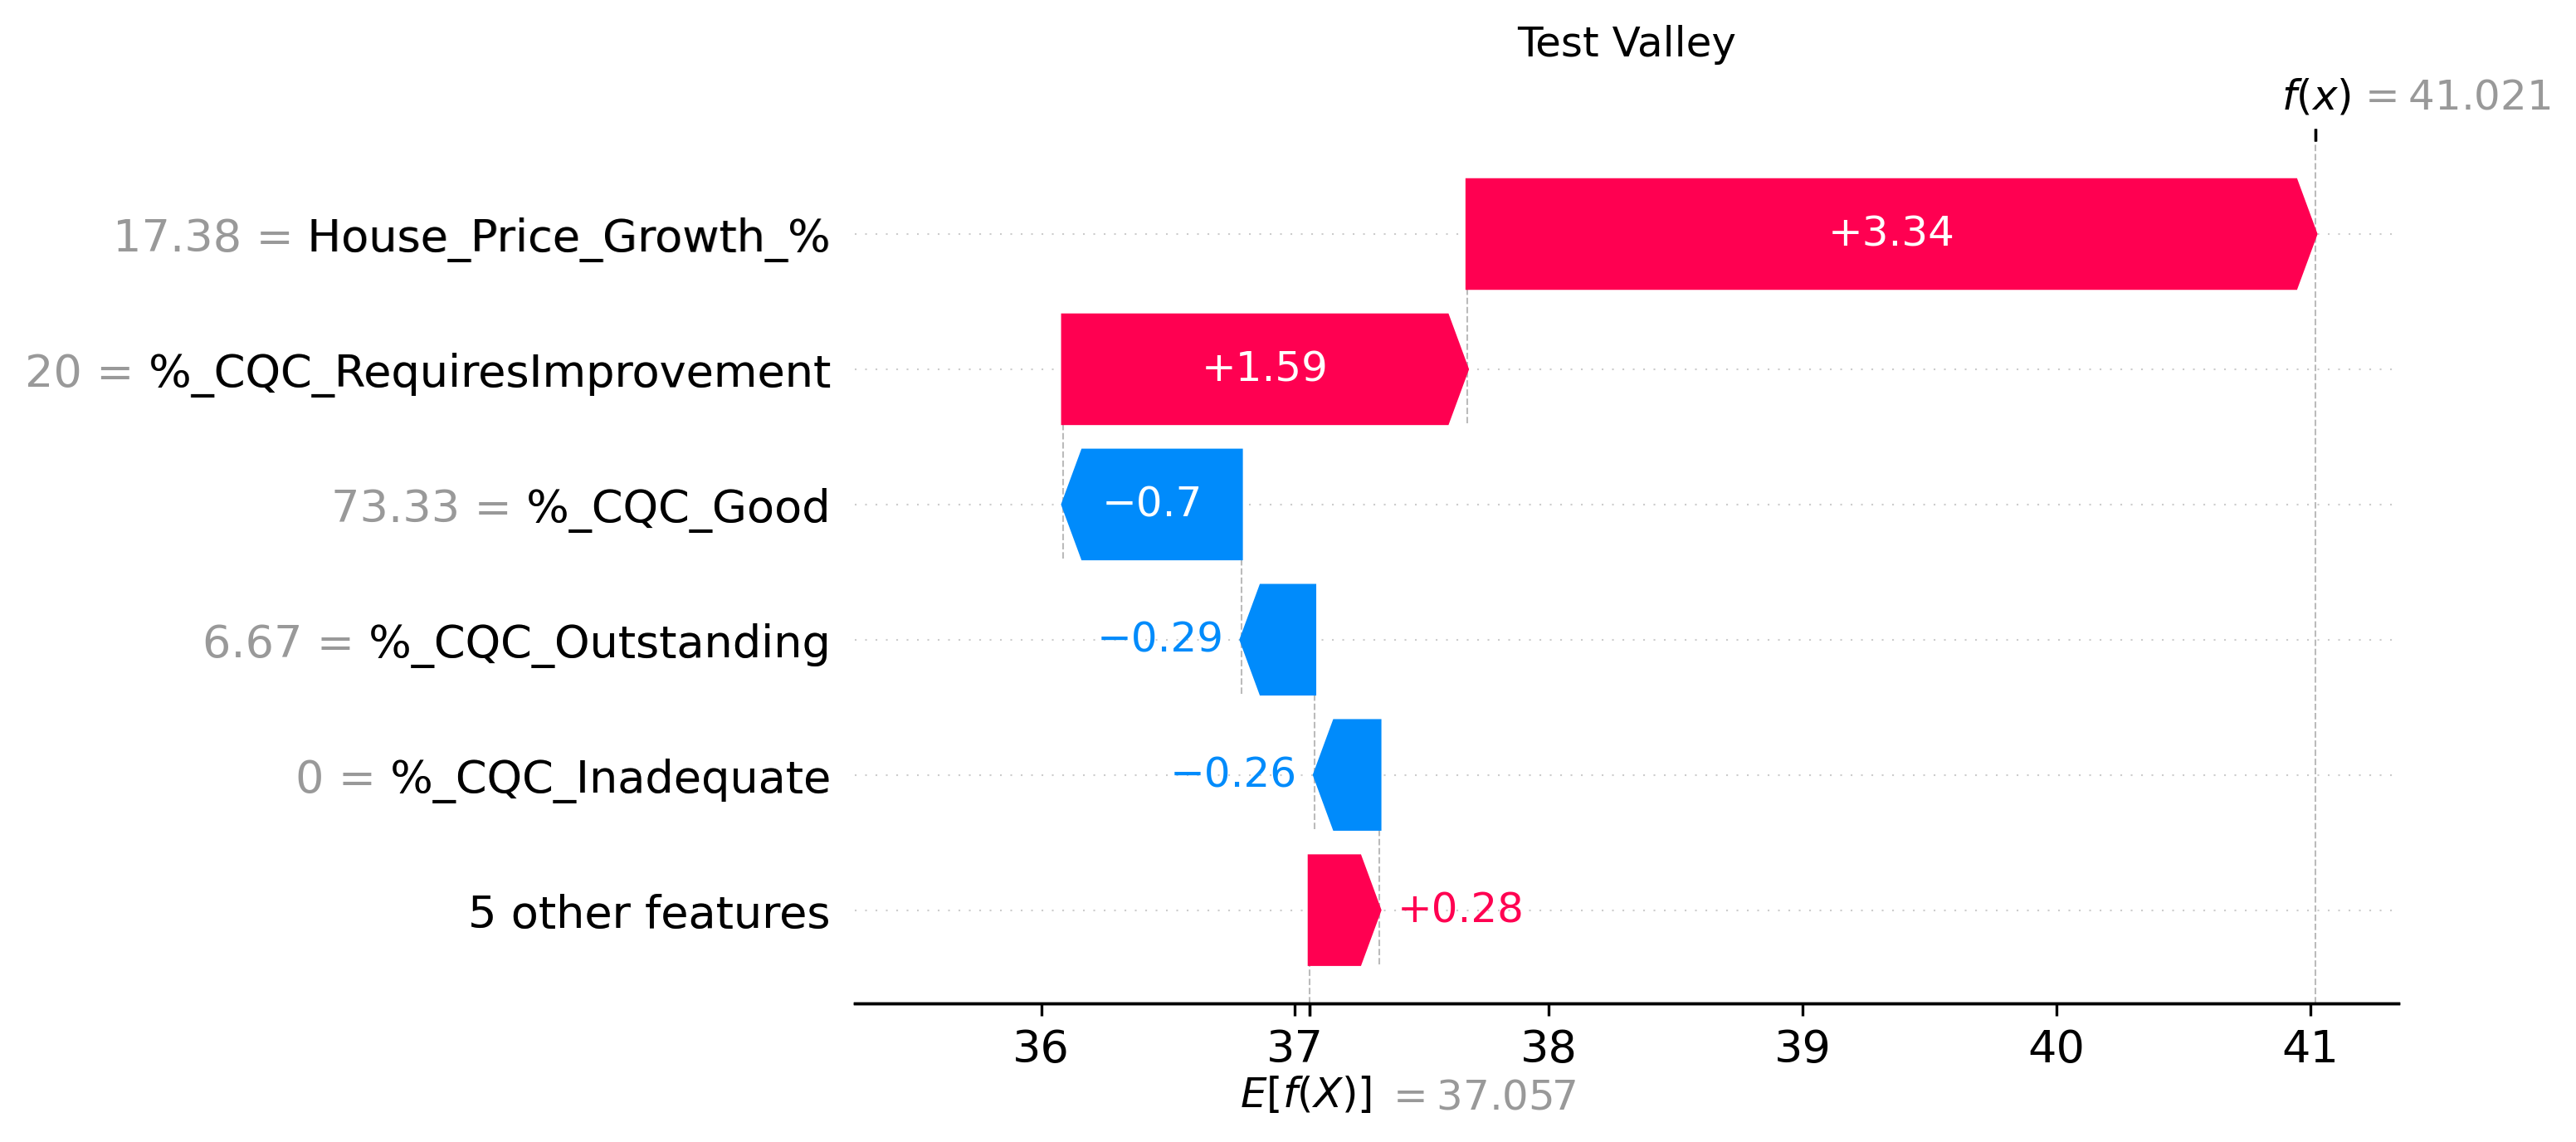 Test Valley
f(x) = 41.021
17.38 = House_Price_Growth_%
+3.34
20 = %_CQC_RequiresImprovement
+1.59
73.33 = %_CQC_Good
−0.7
6.67 = %_CQC_Outstanding
−0.29
0 = %_CQC_Inadequate
−0.26
5 other features
+0.28
36 37 38 39 40 41
E[f(X)] = 37.057